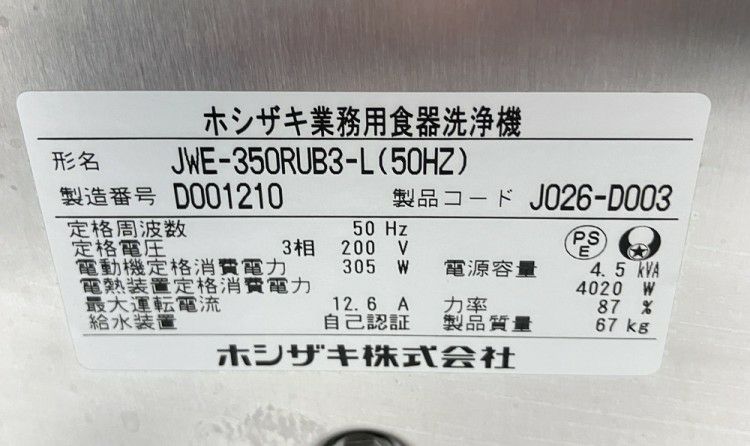 ホシザキ業務用食器洗浄機
形名 JWE-350RUB3-L(50HZ)
製造番号 D001210 製品コード J026-D003
定格周波数 50 Hz
定格電圧 3相 200 V
電動機定格消費電力 305 W 電源容量 4.5 kVA
電熱装置定格消費電力 4020 W
最大運転電流 12.6 A 力率 87 %
給水装置 自己認証 製品質量 67 kg
PS
E
ホシザキ株式会社